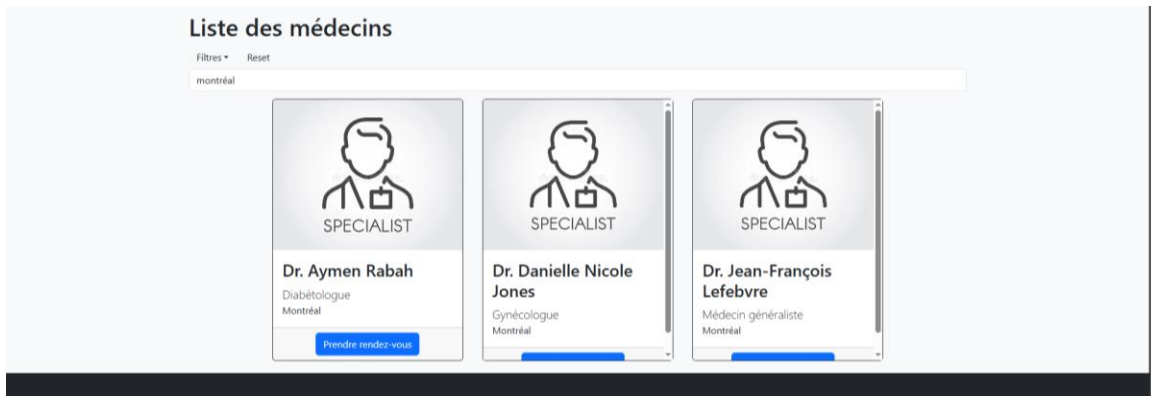 Liste des médecins
Filtres Reset
montréal
SPECIALIST
Dr. Aymen Rabah
Diabétologue
Montréal
Prendre rendez-vous
SPECIALIST
Dr. Danielle Nicole
Jones
Gynécologue
Montréal
SPECIALIST
Dr. Jean-François
Lefebvre
Médecin généraliste
Montréal